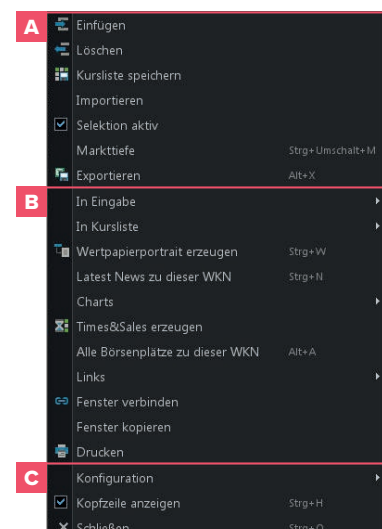 A Einfügen
Löschen
Kursliste speichern
Importieren
Selektion aktiv
Markttiefe Strg+Umschalt+M
Exportieren Alt+X
B In Eingabe
In Kursliste
Wertpapierportrait erzeugen Strg+W
Latest News zu dieser WKN Strg+N
Charts
Times&Sales erzeugen
Alle Börsenplätze zu dieser WKN Alt+A
Links
Fenster verbinden
Fenster kopieren
Drucken
C Konfiguration
Kopfzeile anzeigen Strg+H
Schließen Strg+Q